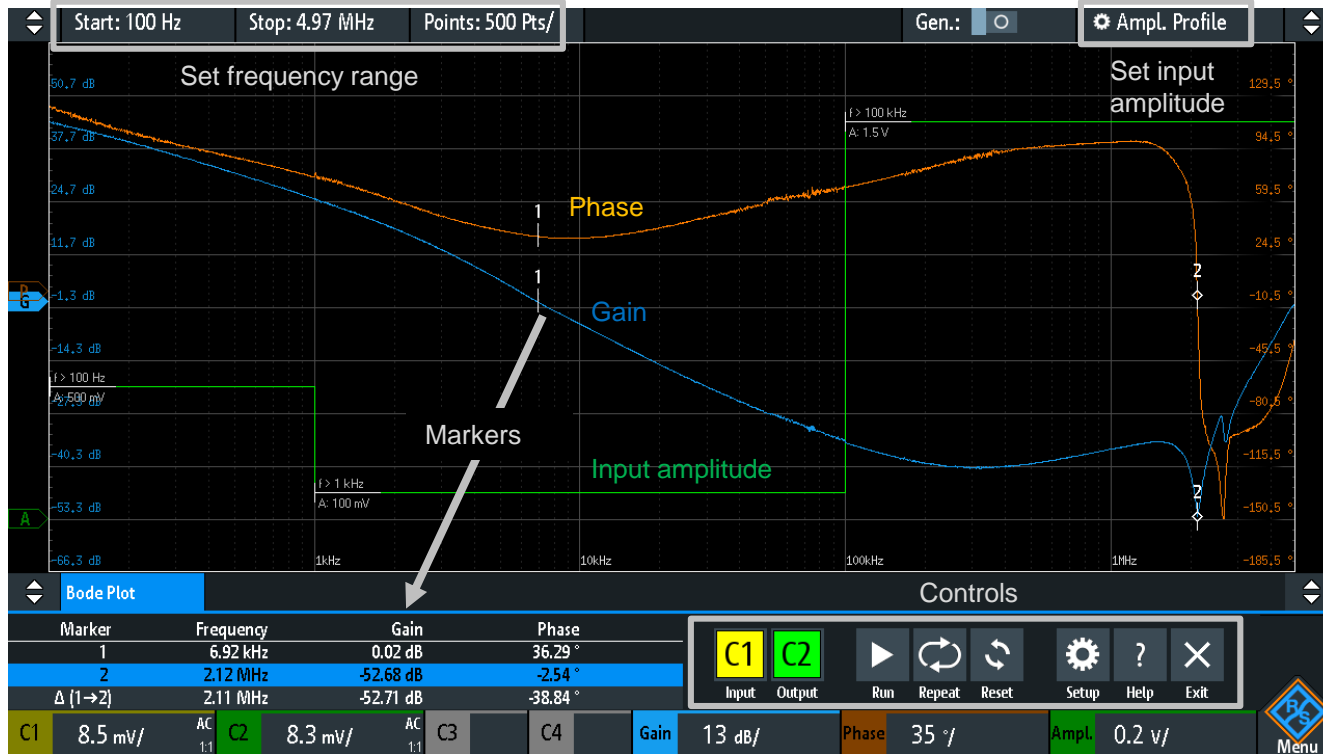 Start: 100 Hz Stop: 4.97 MHz Points: 500 Pts/ Gen.: Ampl. Profile
Set frequency range
Set input
amplitude
50.7 dB 129.5 °
f > 100 kHz
A: 1.5 V
37.7 dB 94.5 °
24.7 dB 59.5 °
1 Phase
11.7 dB 24.5 °
1 2
P
G -1.3 dB -10.5 °
Gain
-14.3 dB -45.5 °
f > 100 Hz
A: 500 mV
-27.3 dB -80.5 °
Markers
-40.3 dB -115.5 °
Input amplitude
f > 1 kHz
A: 100 mV
2
-53.3 dB -150.5 °
A
-66.3 dB 1kHz 10kHz 100kHz 1MHz -185.5 °
Bode Plot Controls
Marker Frequency Gain Phase
1 6.92 kHz 0.02 dB 36.29 °
2 2.12 MHz -52.68 dB -2.54 °
Δ (1→2) 2.11 MHz -52.71 dB -38.84 °
C1 C2 ?
Input Output Run Repeat Reset Setup Help Exit
C1 8.5 mV/ AC 1:1 C2 8.3 mV/ AC 1:1 C3 C4 Gain 13 dB/ Phase 35 °/ Ampl. 0.2 V/
R&S
Menu